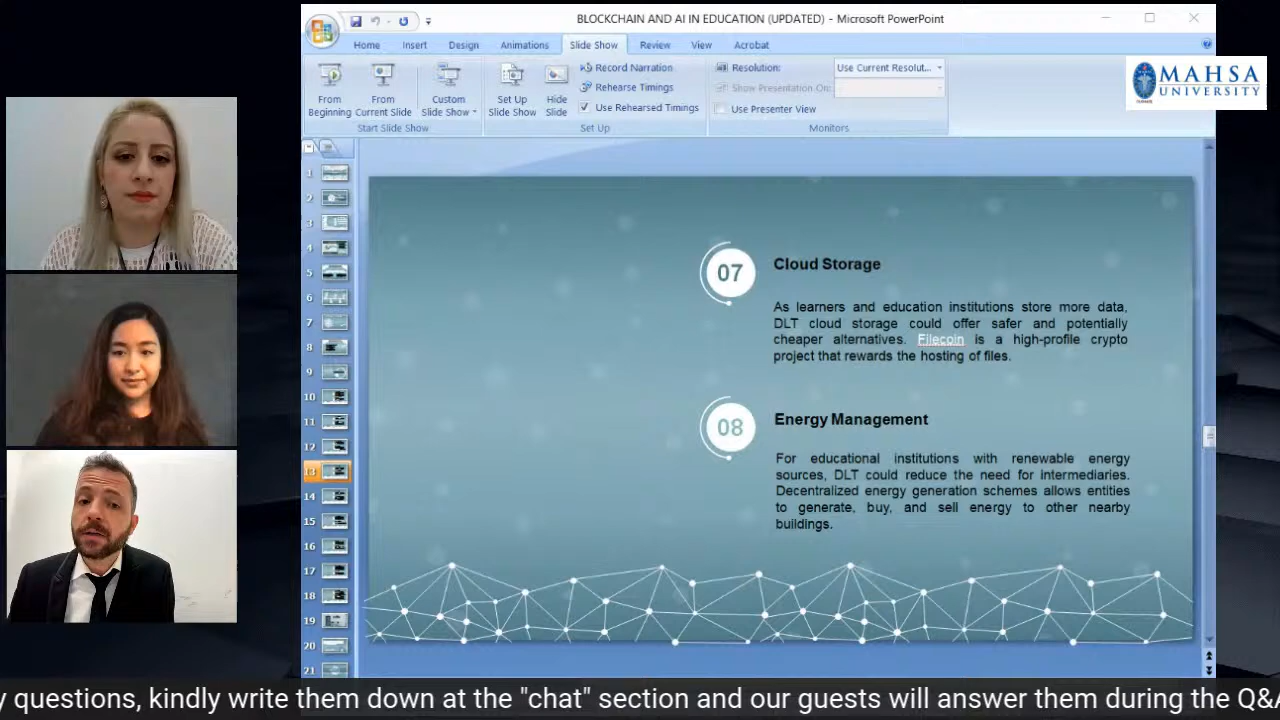 BLOCKCHAIN AND AI IN EDUCATION (UPDATED) - Microsoft PowerPoint
Home Insert Design Animations Slide Show Review View Acrobat
From Beginning
From Current Slide
Custom Slide Show
Start Slide Show
Set Up Slide Show
Hide Slide
Record Narration
Rehearse Timings
Use Rehearsed Timings
Set Up
Resolution: Use Current Resolut...
Show Presentation On:
Use Presenter View
Monitors
MAHSA
UNIVERSITY
1
2
3
4
5
6
7
8
9
10
11
12
13
14
15
16
17
18
19
20
21
07
Cloud Storage
As learners and education institutions store more data,
DLT cloud storage could offer safer and potentially
cheaper alternatives. Filecoin is a high-profile crypto
project that rewards the hosting of files.
08
Energy Management
For educational institutions with renewable energy
sources, DLT could reduce the need for intermediaries.
Decentralized energy generation schemes allows entities
to generate, buy, and sell energy to other nearby
buildings.
y questions, kindly write them down at the "chat" section and our guests will answer them during the Q&A